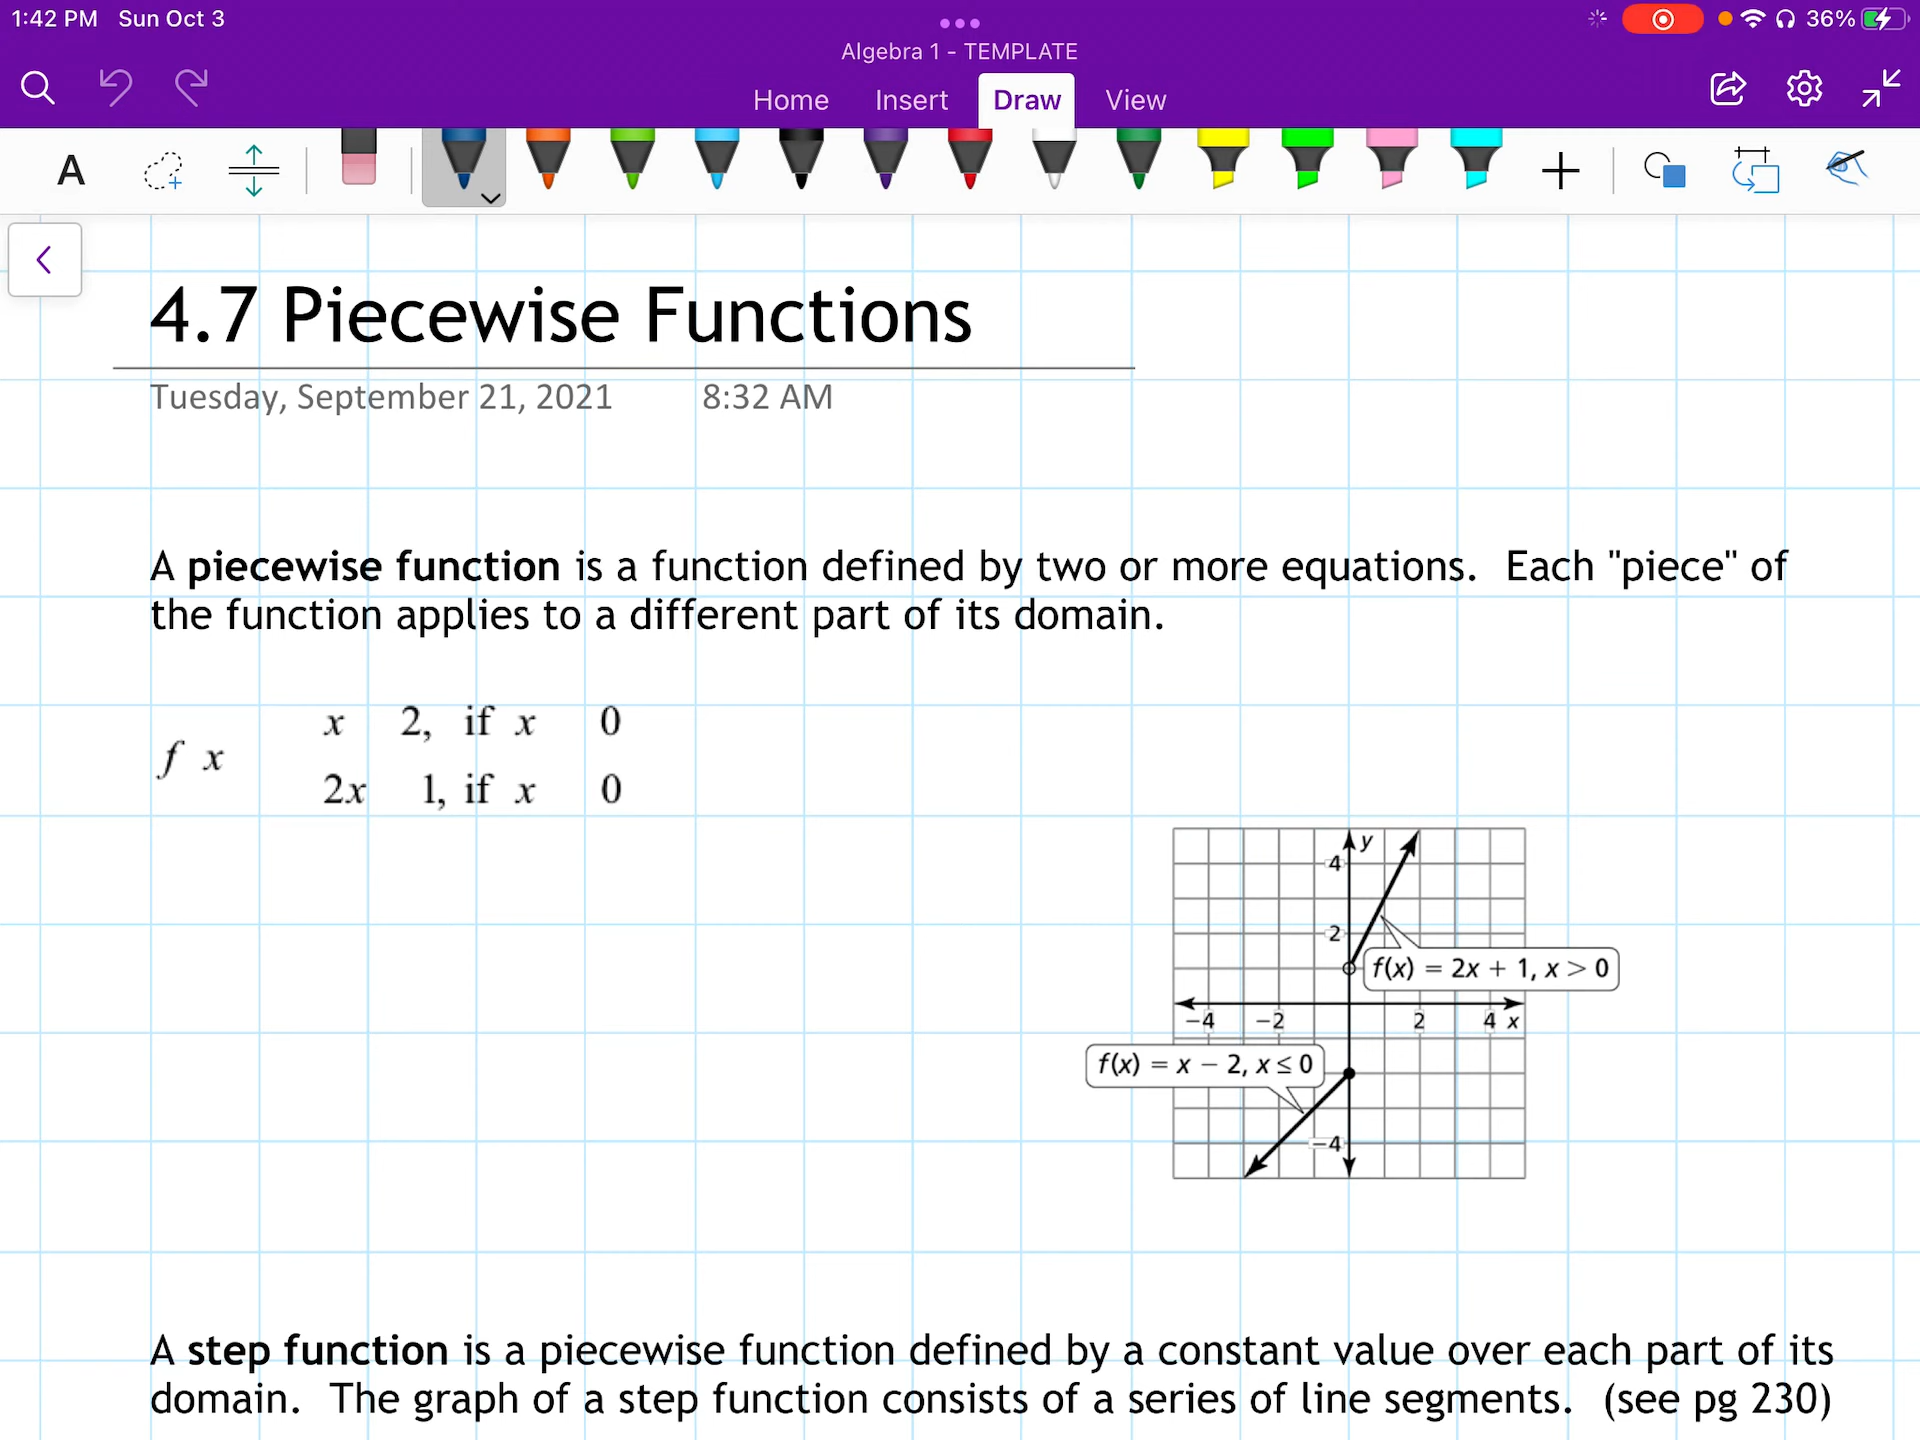 1:42 PM Sun Oct 3
36%
Algebra 1 - TEMPLATE
Home Insert Draw View
A
4.7 Piecewise Functions
Tuesday, September 21, 2021 8:32 AM
A piecewise function is a function defined by two or more equations. Each "piece" of
the function applies to a different part of its domain.
x 2, if x 0
f x
2x 1, if x 0
y
4
2
f(x) = 2x + 1, x > 0
−4 −2 2 4 x
f(x) = x − 2, x ≤ 0
−4
A step function is a piecewise function defined by a constant value over each part of its
domain. The graph of a step function consists of a series of line segments. (see pg 230)